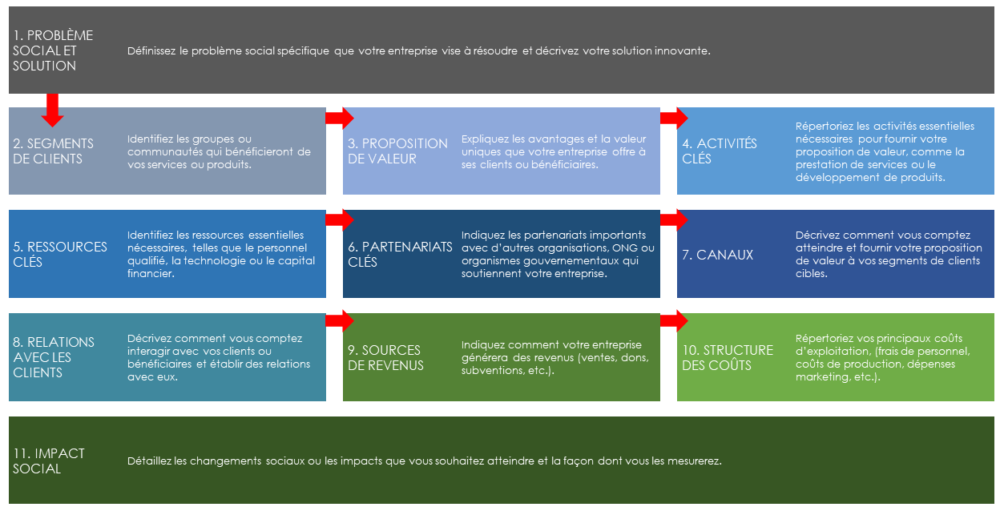 1. PROBLÈME
SOCIAL ET
SOLUTION
Définissez le problème social spécifique que votre entreprise vise à résoudre et décrivez votre solution innovante.
2. SEGMENTS
DE CLIENTS
Identifiez les groupes ou
communautés qui bénéficieront de
vos services ou produits.
3. PROPOSITION
DE VALEUR
Expliquez les avantages et la valeur
uniques que votre entreprise offre à
ses clients ou bénéficiaires.
4. ACTIVITÉS
CLÉS
Répertoriez les activités essentielles
nécessaires pour fournir votre
proposition de valeur, comme la
prestation de services ou le
développement de produits.
5. RESSOURCES
CLÉS
Identifiez les ressources essentielles
nécessaires, telles que le personnel
qualifié, la technologie ou le capital
financier.
6. PARTENARIATS
CLÉS
Indiquez les partenariats importants
avec d'autres organisations, ONG ou
organismes gouvernementaux qui
soutiennent votre entreprise.
7. CANAUX
Décrivez comment vous comptez
atteindre et fournir votre proposition
de valeur à vos segments de clients
cibles.
8. RELATIONS
AVEC LES
CLIENTS
Décrivez comment vous comptez
interagir avec vos clients ou
bénéficiaires et établir des relations
avec eux.
9. SOURCES
DE REVENUS
Indiquez comment votre entreprise
générera des revenus (ventes, dons,
subventions, etc.).
10. STRUCTURE
DES COÛTS
Répertoriez vos principaux coûts
d'exploitation, (frais de personnel,
coûts de production, dépenses
marketing, etc.).
11. IMPACT
SOCIAL
Détaillez les changements sociaux ou les impacts que vous souhaitez atteindre et la façon dont vous les mesurerez.